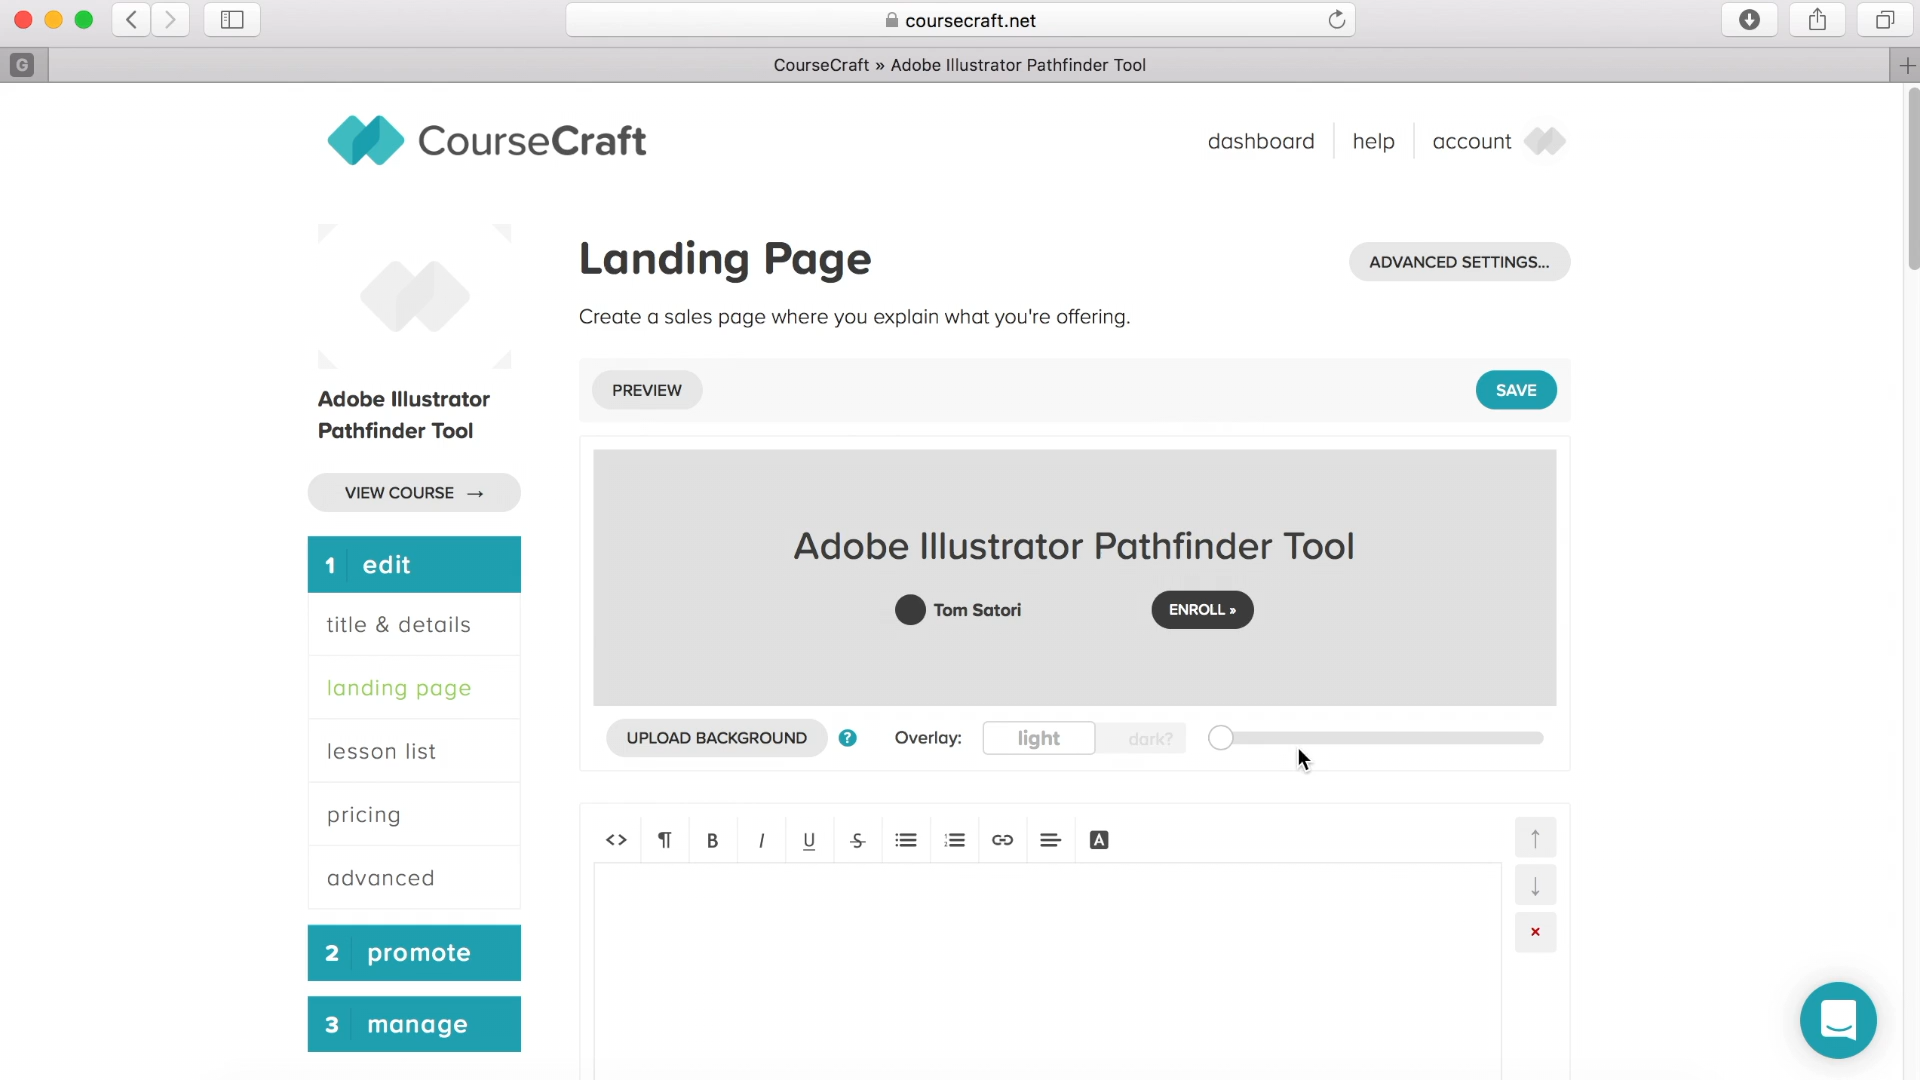 coursecraft.net
G
CourseCraft » Adobe Illustrator Pathfinder Tool
CourseCraft
dashboard
help
account
Landing Page
ADVANCED SETTINGS...
Create a sales page where you explain what you're offering.
PREVIEW
SAVE
Adobe Illustrator
Pathfinder Tool
VIEW COURSE →
1 edit
title & details
landing page
lesson list
pricing
advanced
2 promote
3 manage
Adobe Illustrator Pathfinder Tool
Tom Satori
ENROLL »
UPLOAD BACKGROUND
?
Overlay:
light
dark?
<> ¶ B I U S A
↑
↓
×